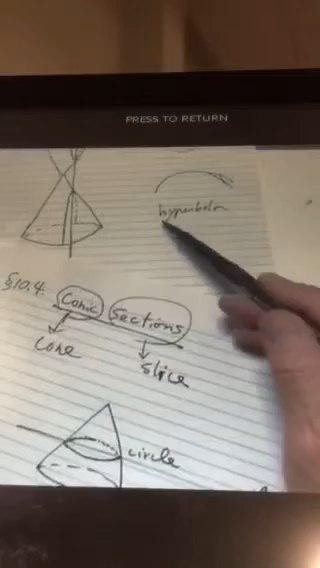 PRESS TO RETURN
hyperbola
§10.4. Conic Sections
cone
slice
circle